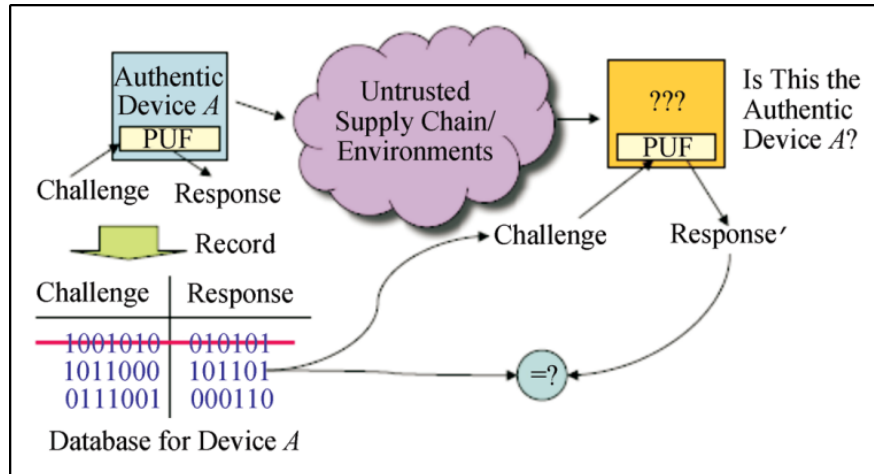 Authentic
Device A
PUF
Challenge
Response
Untrusted
Supply Chain/
Environments
???
PUF
Is This the
Authentic
Device A?
Challenge
Response′
Record
Challenge Response
1001010 010101
1011000 101101
0111001 000110
=?
Database for Device A